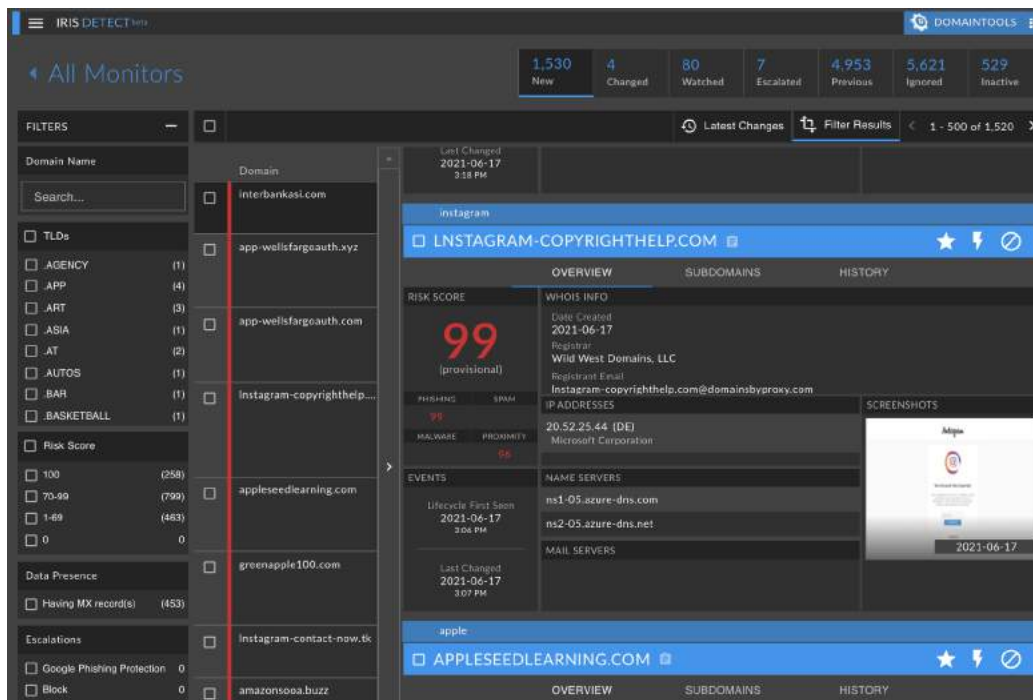 IRIS DETECT beta
DOMAINTOOLS
All Monitors
1,530 New
4 Changed
80 Watched
7 Escalated
4,953 Previous
5,621 Ignored
529 Inactive
FILTERS
Latest Changes
Filter Results
1 - 500 of 1,520
Domain Name
Search...
TLDs
.AGENCY (1)
.APP (4)
.ART (3)
.ASIA (1)
.AT (2)
.AUTOS (1)
.BAR (1)
.BASKETBALL (1)
Risk Score
100 (258)
70-99 (799)
1-69 (463)
0 0
Data Presence
Having MX record(s) (453)
Escalations
Google Phishing Protection 0
Block 0
Domain
interbankasi.com
app-wellsfargoauth.xyz
app-wellsfargoauth.com
lnstagram-copyrighthelp....
appleseedlearning.com
greenapple100.com
lnstagram-contact-now.tk
amazonsooa.buzz
Last Changed
2021-06-17
3:18 PM
instagram
LNSTAGRAM-COPYRIGHTHELP.COM
OVERVIEW
SUBDOMAINS
HISTORY
RISK SCORE
99
(provisional)
PHISHING
SPAM
99
MALWARE
PROXIMITY
96
EVENTS
Lifecycle First Seen
2021-06-17
3:06 PM
Last Changed
2021-06-17
3:07 PM
WHOIS INFO
Date Created
2021-06-17
Registrar
Wild West Domains, LLC
Registrant Email
lnstagram-copyrighthelp.com@domainsbyproxy.com
IP ADDRESSES
20.52.25.44 (DE)
Microsoft Corporation
NAME SERVERS
ns1-05.azure-dns.com
ns2-05.azure-dns.net
MAIL SERVERS
SCREENSHOTS
2021-06-17
apple
APPLESEEDLEARNING.COM
OVERVIEW
SUBDOMAINS
HISTORY